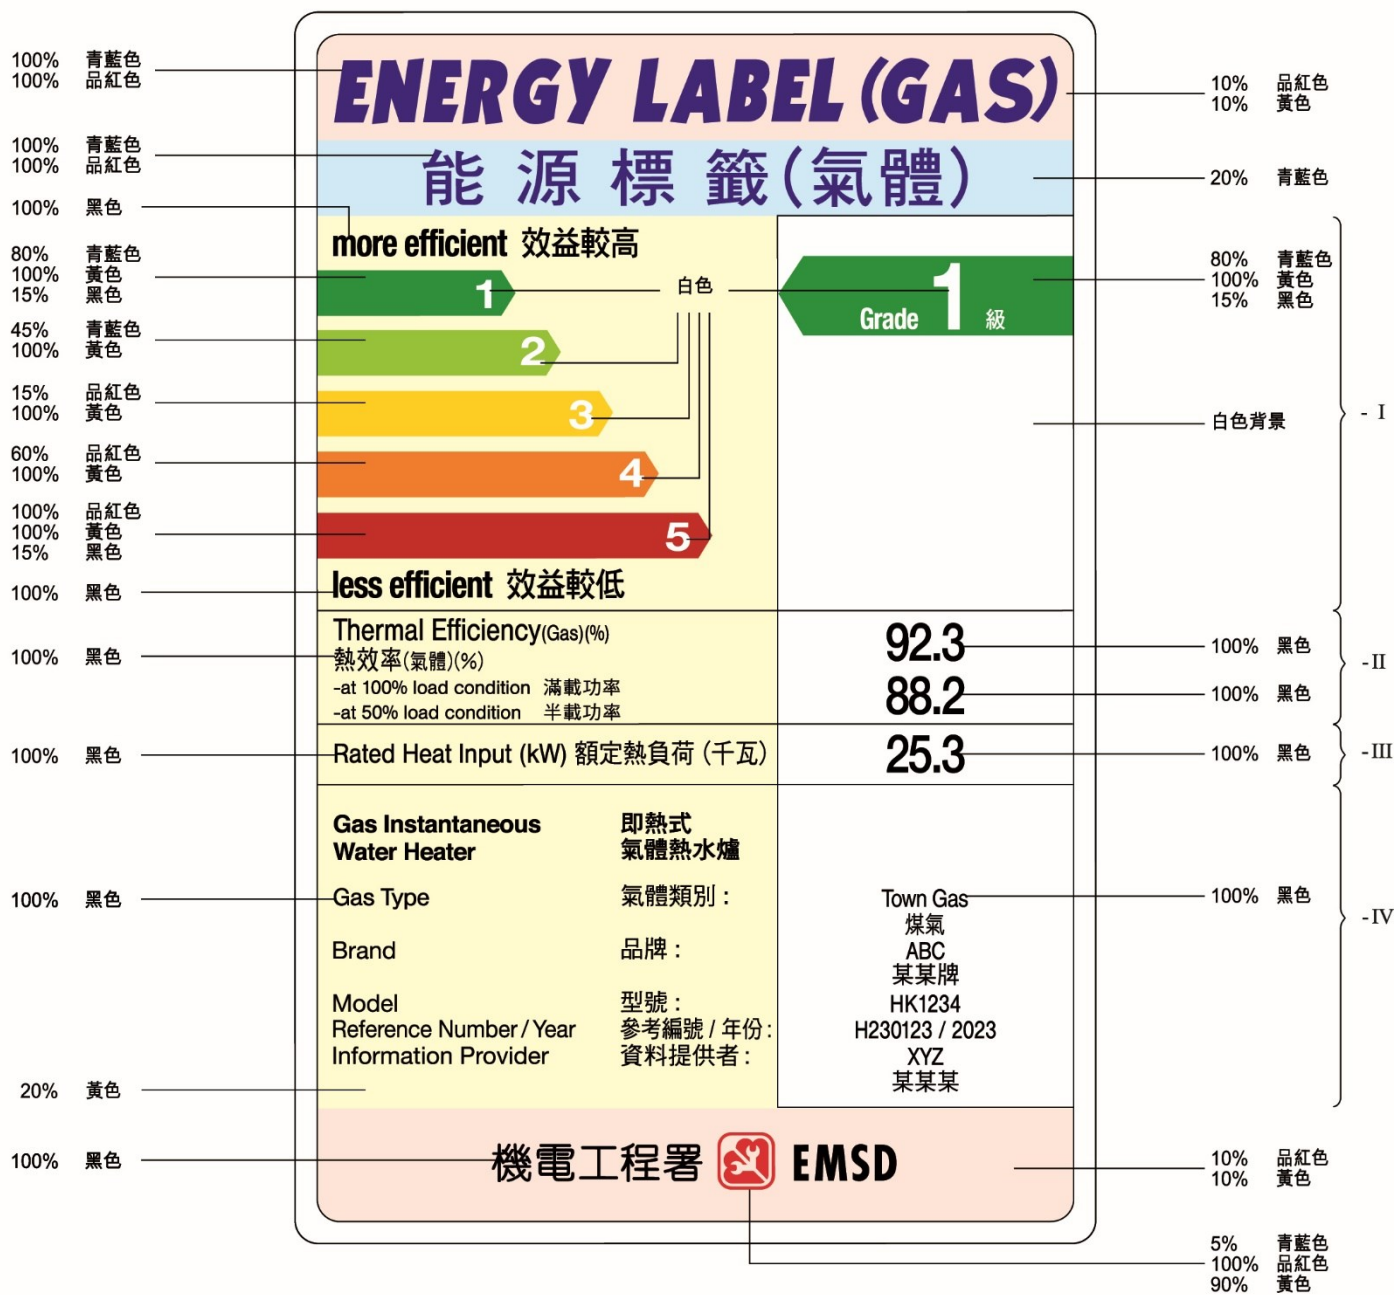 100% 青藍色
100% 品紅色
ENERGY LABEL (GAS)
10% 品紅色
10% 黃色
100% 青藍色
100% 品紅色
能源標籤(氣體)
20% 青藍色
100% 黑色
more efficient 效益較高
80% 青藍色
100% 黃色
15% 黑色
1
白色
Grade 1 級
80% 青藍色
100% 黃色
15% 黑色
45% 青藍色
100% 黃色
2
15% 品紅色
100% 黃色
3
白色背景
- I
60% 品紅色
100% 黃色
4
100% 品紅色
100% 黃色
15% 黑色
5
100% 黑色
less efficient 效益較低
Thermal Efficiency(Gas)(%)
熱效率(氣體)(%)
100% 黑色
92.3
100% 黑色
-II
-at 100% load condition 滿載功率
-at 50% load condition 半載功率
88.2
100% 黑色
100% 黑色
Rated Heat Input (kW) 額定熱負荷 (千瓦)
25.3
100% 黑色
-III
Gas Instantaneous 即熱式
Water Heater 氣體熱水爐
100% 黑色
Gas Type 氣體類別 : Town Gas
煤氣
100% 黑色
-IV
Brand 品牌 : ABC
某某牌
Model 型號 : HK1234
Reference Number / Year 參考編號 / 年份 : H230123 / 2023
Information Provider 資料提供者 : XYZ
某某某
20% 黃色
100% 黑色
機電工程署 EMSD
10% 品紅色
10% 黃色
5% 青藍色
100% 品紅色
90% 黃色